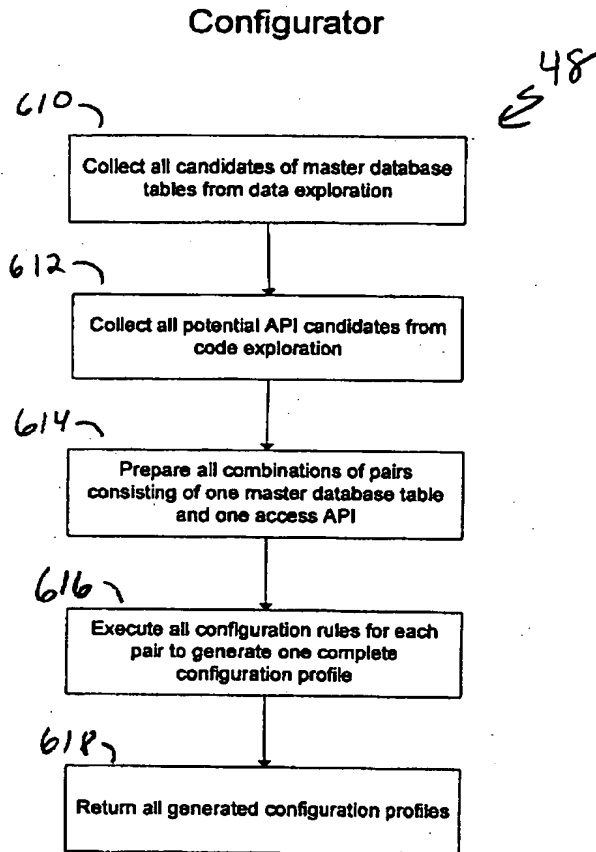 Configurator
48
610
Collect all candidates of master database
tables from data exploration
612
Collect all potential API candidates from
code exploration
614
Prepare all combinations of pairs
consisting of one master database table
and one access API
616
Execute all configuration rules for each
pair to generate one complete
configuration profile
618
Return all generated configuration profiles